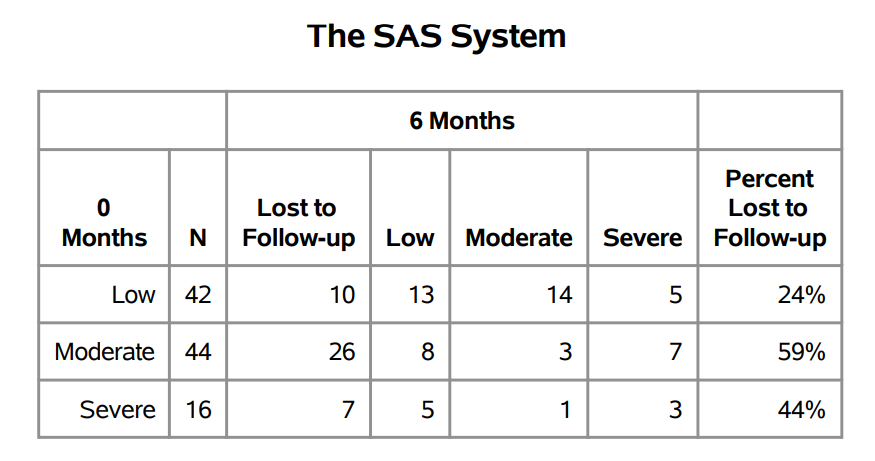 The SAS System
6 Months
0 Months N Lost to Follow-up Low Moderate Severe Percent Lost to Follow-up
Low 42 10 13 14 5 24%
Moderate 44 26 8 3 7 59%
Severe 16 7 5 1 3 44%